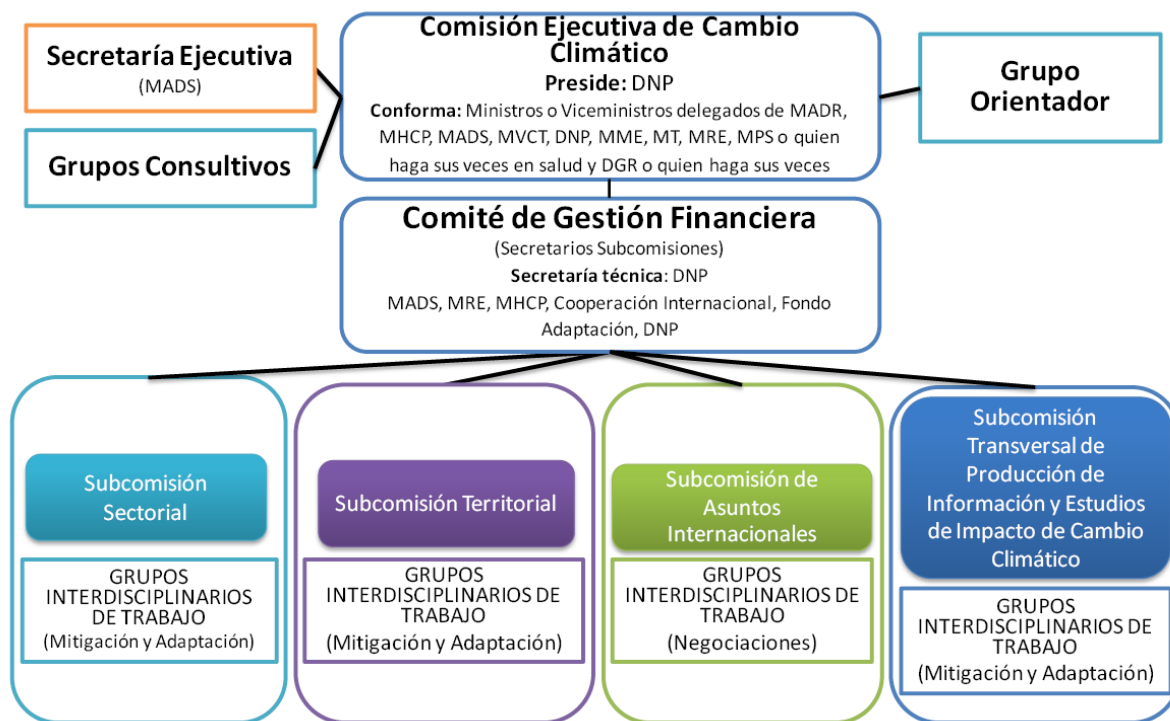 Secretaría Ejecutiva
(MADS)
Grupos Consultivos
Comisión Ejecutiva de Cambio
Climático
Preside: DNP
Conforma: Ministros o Viceministros delegados de MADR,
MHCP, MADS, MVCT, DNP, MME, MT, MRE, MPS o quien
haga sus veces en salud y DGR o quien haga sus veces
Grupo
Orientador
Comité de Gestión Financiera
(Secretarios Subcomisiones)
Secretaría técnica: DNP
MADS, MRE, MHCP, Cooperación Internacional, Fondo
Adaptación, DNP
Subcomisión
Sectorial
GRUPOS
INTERDISCIPLINARIOS
DE TRABAJO
(Mitigación y Adaptación)
Subcomisión Territorial
GRUPOS
INTERDISCIPLINARIOS DE
TRABAJO
(Mitigación y Adaptación)
Subcomisión de
Asuntos
Internacionales
GRUPOS
INTERDISCIPLINARIOS DE
TRABAJO
(Negociaciones)
Subcomisión
Transversal de
Producción de
Información y Estudios
de Impacto de Cambio
Climático
GRUPOS
INTERDISCIPLINARIOS DE
TRABAJO
(Mitigación y Adaptación)